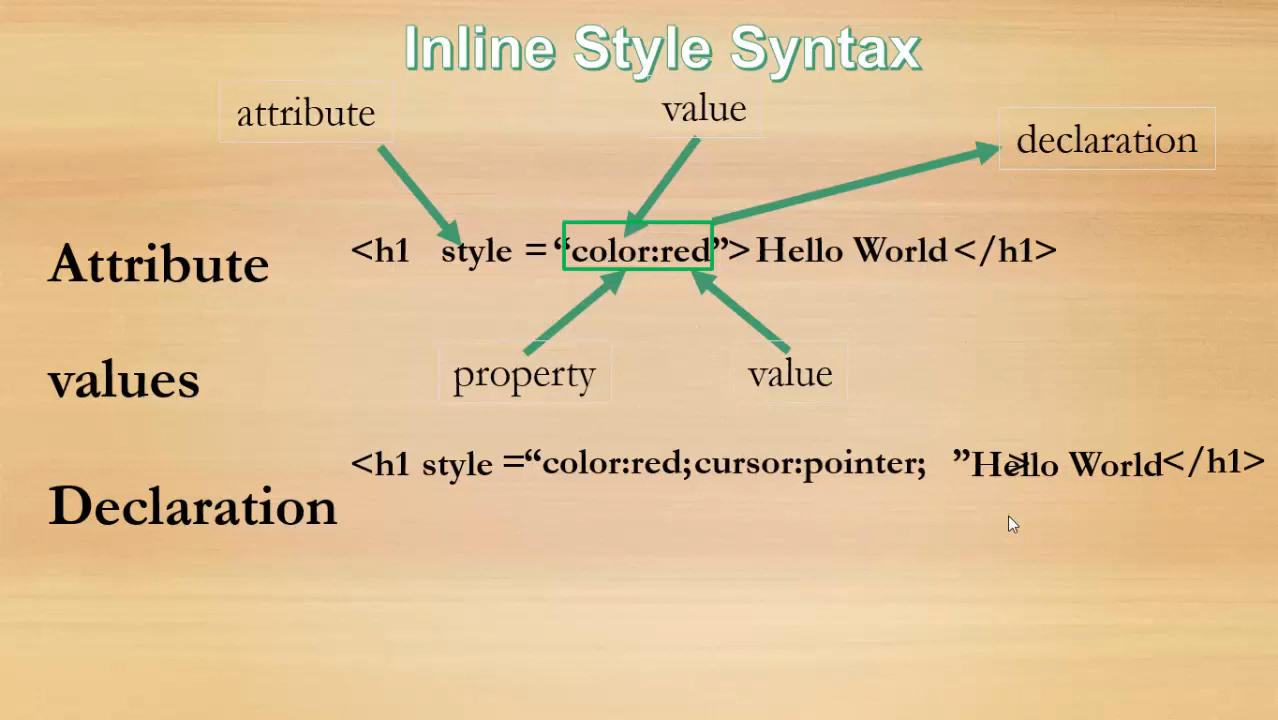 Inline Style Syntax
attribute
value
declaration
<h1 style = “color:red”> Hello World </h1>
Attribute
values
property
value
<h1 style =“color:red;cursor:pointer; ”>Hello World</h1>
Declaration